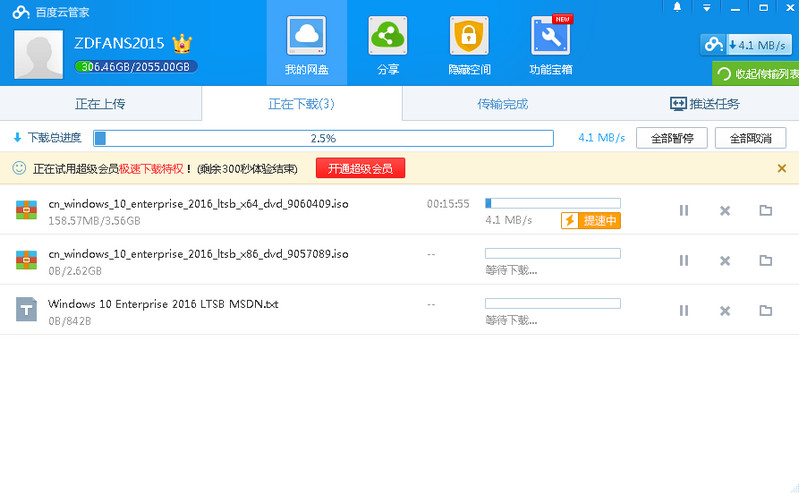 百度云管家
ZDFANS2015
306.46GB/2055.00GB
我的网盘
分享
隐藏空间
NEW
功能宝箱
4.1 MB/s
收起传输列表
正在上传
正在下载(3)
传输完成
推送任务
下载总进度
2.5%
4.1 MB/s
全部暂停
全部取消
正在试用超级会员极速下载特权！(剩余300秒体验结束)
开通超级会员
cn_windows_10_enterprise_2016_ltsb_x64_dvd_9060409.iso
00:15:55
158.57MB/3.56GB
4.1 MB/s
提速中
cn_windows_10_enterprise_2016_ltsb_x86_dvd_9057089.iso
--
0B/2.62GB
等待下载...
T
Windows 10 Enterprise 2016 LTSB MSDN.txt
--
0B/842B
等待下载...